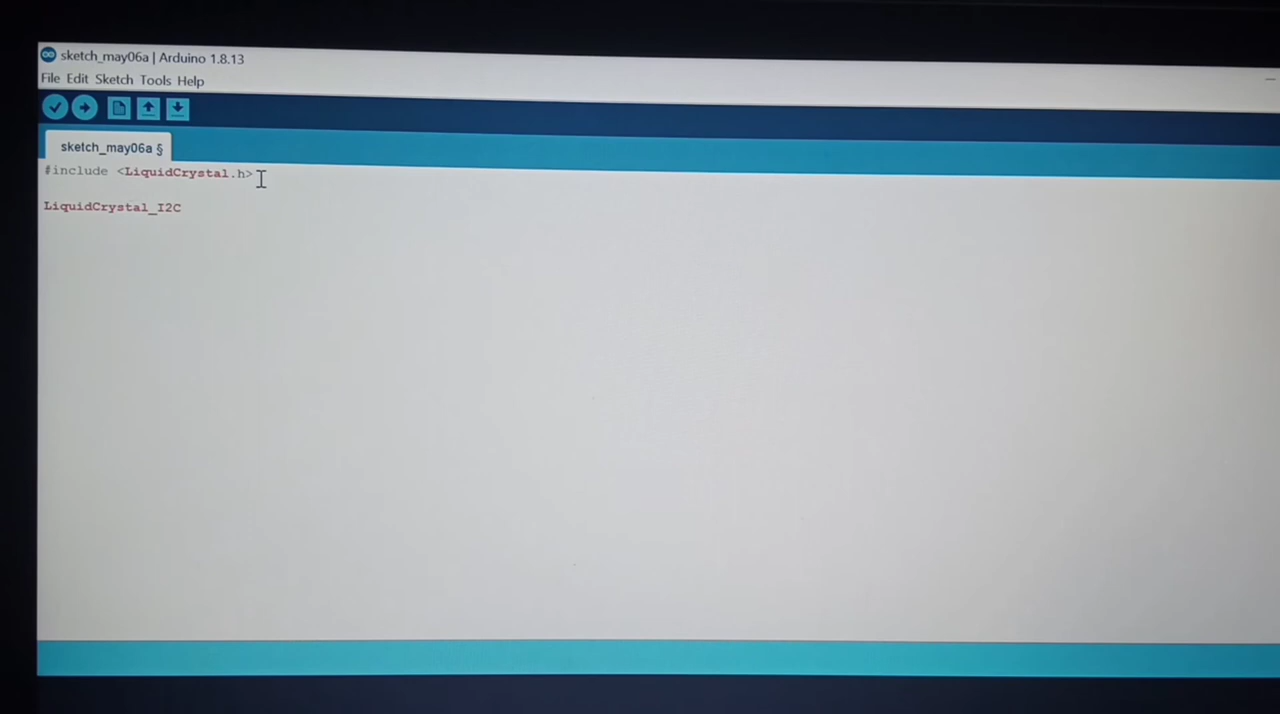 sketch_may06a | Arduino 1.8.13
File Edit Sketch Tools Help
sketch_may06a §
#include <LiquidCrystal.h>
LiquidCrystal_I2C